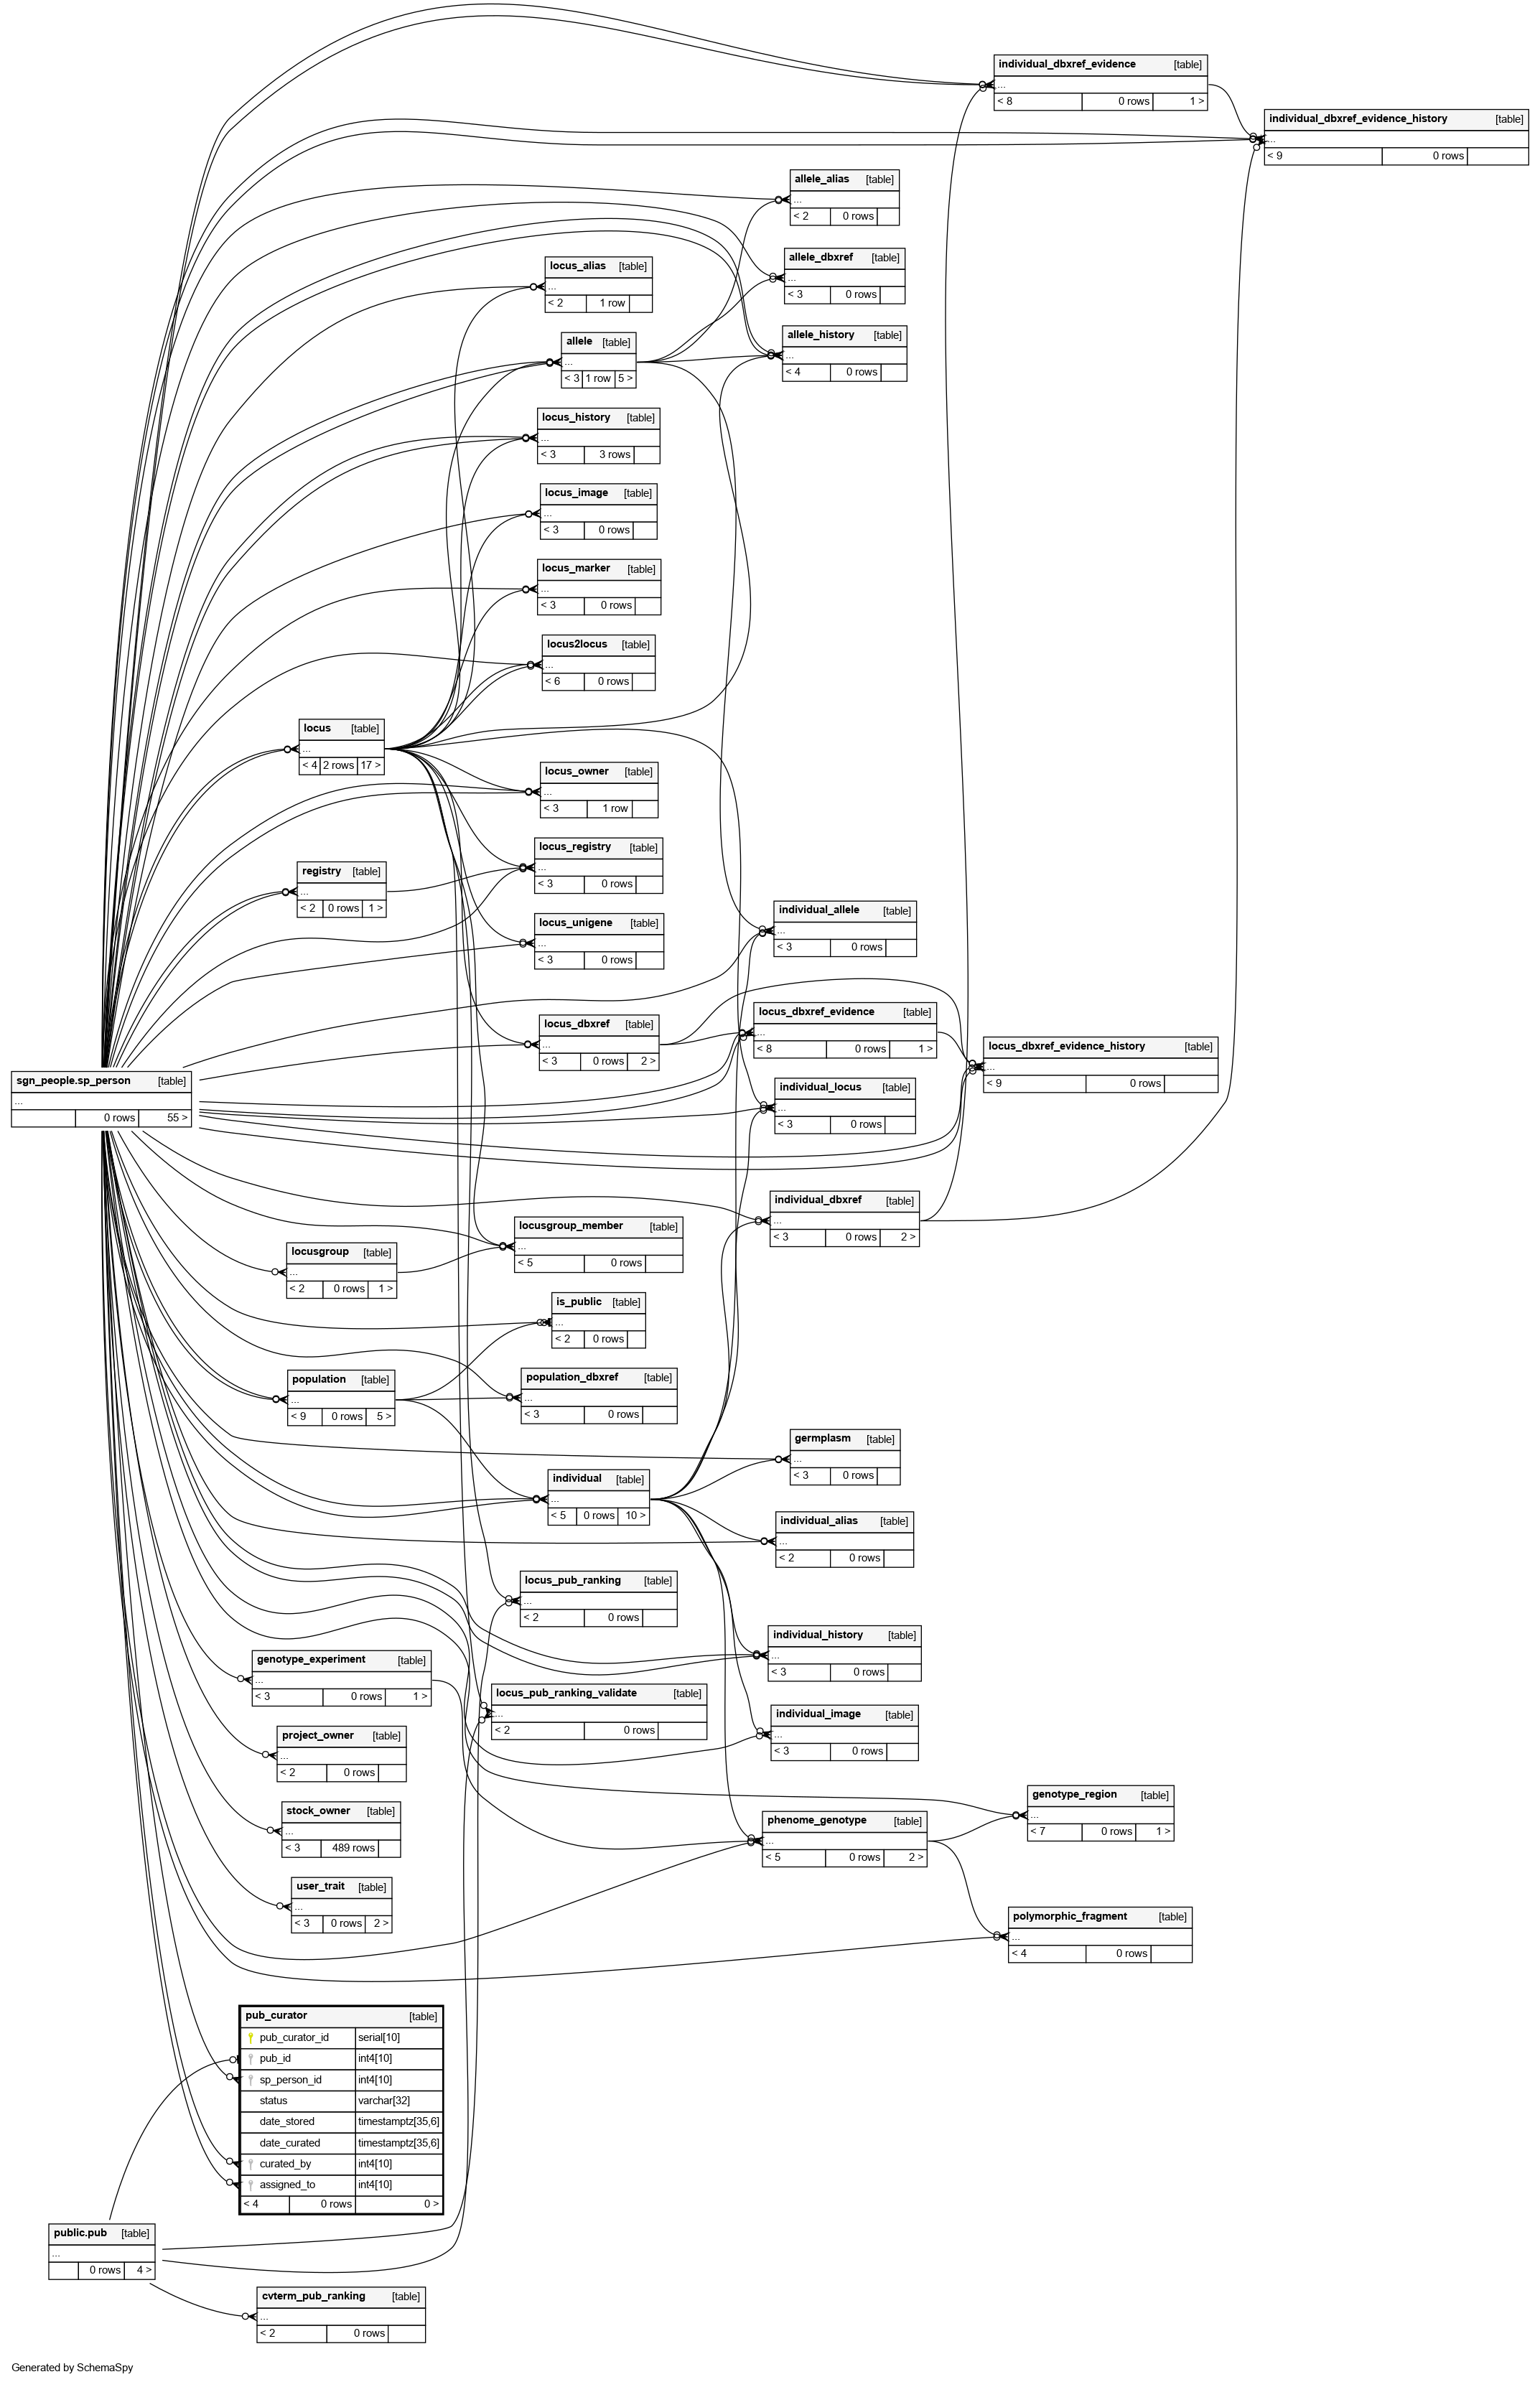 individual_dbxref_evidence [table]
...
< 8 0 rows 1 >
individual_dbxref_evidence_history [table]
...
< 9 0 rows
allele_alias [table]
...
< 2 0 rows
allele_dbxref [table]
...
< 3 0 rows
locus_alias [table]
...
< 2 1 row
allele_history [table]
...
< 4 0 rows
allele [table]
...
< 3 1 row 5 >
locus_history [table]
...
< 3 3 rows
locus_image [table]
...
< 3 0 rows
locus_marker [table]
...
< 3 0 rows
locus2locus [table]
...
< 6 0 rows
locus [table]
...
< 4 2 rows 17 >
locus_owner [table]
...
< 3 1 row
locus_registry [table]
...
< 3 0 rows
registry [table]
...
< 2 0 rows 1 >
individual_allele [table]
...
< 3 0 rows
locus_unigene [table]
...
< 3 0 rows
locus_dbxref_evidence [table]
...
< 8 0 rows 1 >
locus_dbxref [table]
...
< 3 0 rows 2 >
locus_dbxref_evidence_history [table]
...
< 9 0 rows
sgn_people.sp_person [table]
...
0 rows 55 >
individual_locus [table]
...
< 3 0 rows
individual_dbxref [table]
...
< 3 0 rows 2 >
locusgroup_member [table]
...
< 5 0 rows
locusgroup [table]
...
< 2 0 rows 1 >
is_public [table]
...
< 2 0 rows
population [table]
...
< 9 0 rows 5 >
population_dbxref [table]
...
< 3 0 rows
germplasm [table]
...
< 3 0 rows
individual [table]
...
< 5 0 rows 10 >
individual_alias [table]
...
< 2 0 rows
locus_pub_ranking [table]
...
< 2 0 rows
individual_history [table]
...
< 3 0 rows
genotype_experiment [table]
...
< 3 0 rows 1 >
locus_pub_ranking_validate [table]
...
< 2 0 rows
individual_image [table]
...
< 3 0 rows
project_owner [table]
...
< 2 0 rows
genotype_region [table]
...
< 7 0 rows 1 >
stock_owner [table]
...
< 3 489 rows
phenome_genotype [table]
...
< 5 0 rows 2 >
user_trait [table]
...
< 3 0 rows 2 >
polymorphic_fragment [table]
...
< 4 0 rows
pub_curator [table]
pub_curator_id serial[10]
pub_id int4[10]
sp_person_id int4[10]
status varchar[32]
date_stored timestamptz[35,6]
date_curated timestamptz[35,6]
curated_by int4[10]
assigned_to int4[10]
< 4 0 rows 0 >
public.pub [table]
...
0 rows 4 >
cvterm_pub_ranking [table]
...
< 2 0 rows
Generated by SchemaSpy